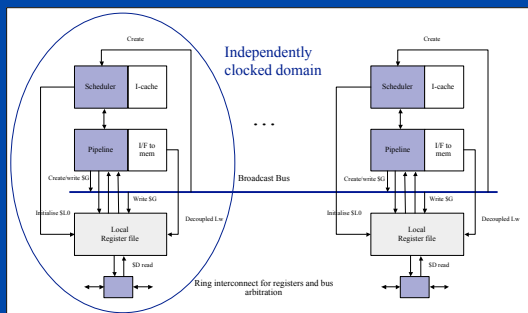 Create
Independently
clocked domain
Create
Scheduler
I-cache
Scheduler
I-cache
...
Pipeline
I/F to
mem
Pipeline
I/F to
mem
Create/write $G
Broadcast Bus
Create/write $G
Initialise $L0
Write $G
Decoupled Lw
Initialise $L0
Write $G
Decoupled Lw
Local
Register file
Local
Register file
$D read
$D read
Ring interconnect for registers and bus
arbitration